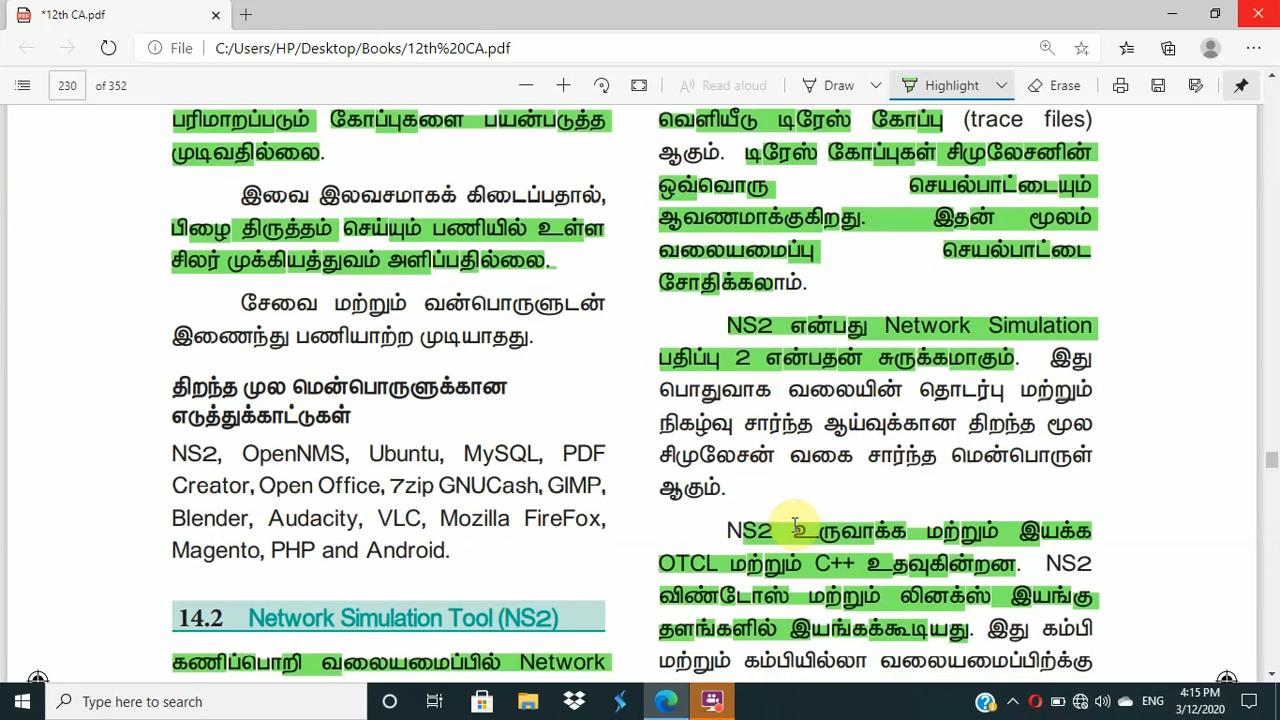 *12th CA.pdf
File C:/Users/HP/Desktop/Books/12th%20CA.pdf
230 of 352
Read aloud
Draw
Highlight
Erase
பரிமாறப்படும் கோப்புகளை பயன்படுத்த
முடிவதில்லை.
இவை இலவசமாகக் கிடைப்பதால்,
பிழை திருத்தம் செய்யும் பணியில் உள்ள
சிலர் முக்கியத்துவம் அளிப்பதில்லை.
சேவை மற்றும் வன்பொருளுடன்
இணைந்து பணியாற்ற முடியாதது.
திறந்த முல மென்பொருளுக்கான
எடுத்துக்காட்டுகள்
NS2, OpenNMS, Ubuntu, MySQL, PDF
Creator, Open Office, 7zip GNUCash, GIMP,
Blender, Audacity, VLC, Mozilla FireFox,
Magento, PHP and Android.
14.2 Network Simulation Tool (NS2)
கணிப்பொறி வலையமைப்பில் Network
வெளியீடு டிரேஸ் கோப்பு (trace files)
ஆகும். டிரேஸ் கோப்புகள் சிமுலேசனின்
ஒவ்வொரு செயல்பாட்டையும்
ஆவணமாக்குகிறது. இதன் மூலம்
வலையமைப்பு செயல்பாட்டை
சோதிக்கலாம்.
NS2 என்பது Network Simulation
பதிப்பு 2 என்பதன் சுருக்கமாகும். இது
பொதுவாக வலையின் தொடர்பு மற்றும்
நிகழ்வு சார்ந்த ஆய்வுக்கான திறந்த மூல
சிமுலேசன் வகை சார்ந்த மென்பொருள்
ஆகும்.
NS2 உருவாக்க மற்றும் இயக்க
OTCL மற்றும் C++ உதவுகின்றன. NS2
விண்டோஸ் மற்றும் லினக்ஸ் இயங்கு
தளங்களில் இயங்கக்கூடியது. இது கம்பி
மற்றும் கம்பியில்லா வலையமைப்பிற்க்கு
Type here to search
ENG
4:15 PM
3/12/2020